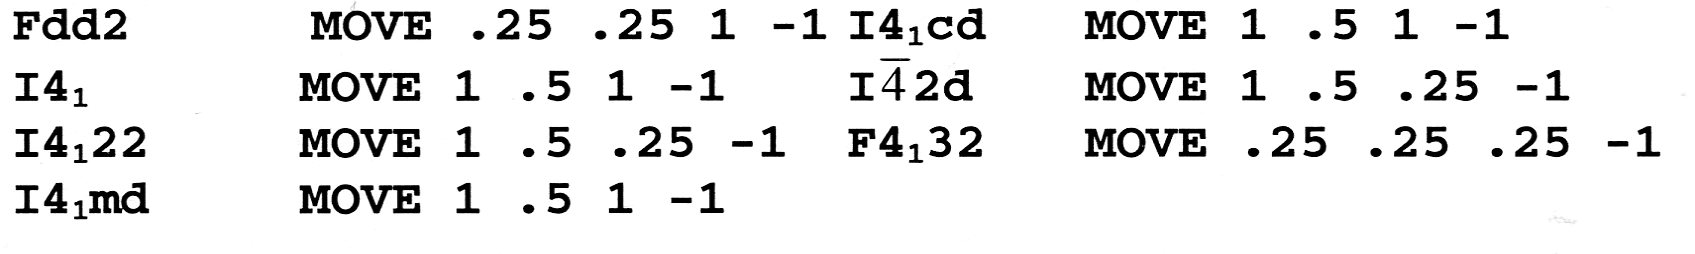 Fdd2 MOVE .25 .25 1 -1 I4₁cd MOVE 1 .5 1 -1
I4₁ MOVE 1 .5 1 -1 I4̅2d MOVE 1 .5 .25 -1
I4₁22 MOVE 1 .5 .25 -1 F4₁32 MOVE .25 .25 .25 -1
I4₁md MOVE 1 .5 1 -1